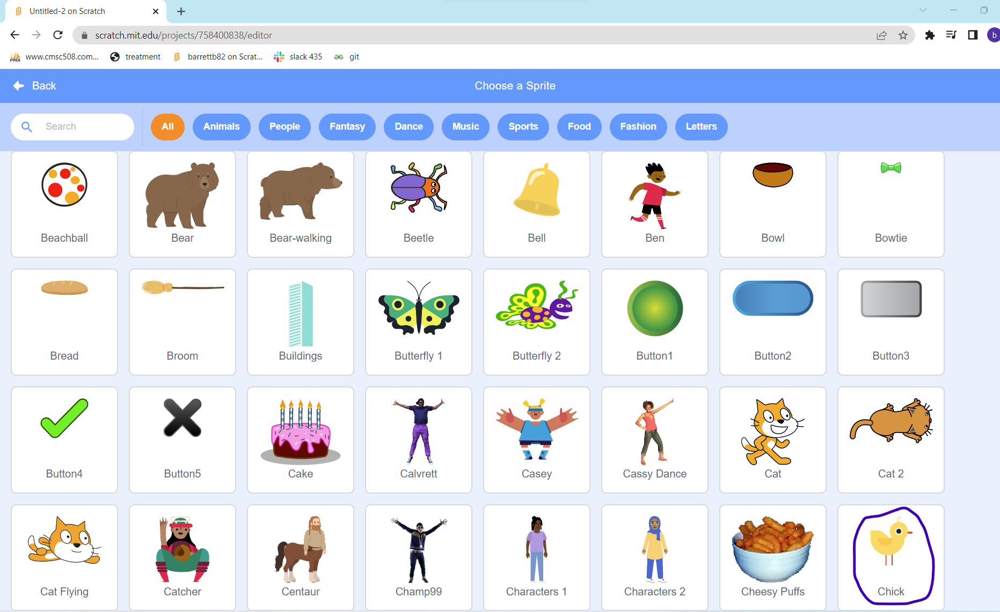 Untitled-2 on Scratch
scratch.mit.edu/projects/758400838/editor
b
www.cmsc508.com... treatment barrettb82 on Scrat... slack 435 git
PMA
Back Choose a Sprite
Search All Animals People Fantasy Dance Music Sports Food Fashion Letters
Beachball Bear Bear-walking Beetle Bell Ben Bowl Bowtie
Bread Broom Buildings Butterfly 1 Butterfly 2 Button1 Button2 Button3
Button4 Button5 Cake Calvrett Casey Cassy Dance Cat Cat 2
Cat Flying Catcher Centaur Champ99 Characters 1 Characters 2 Cheesy Puffs Chick